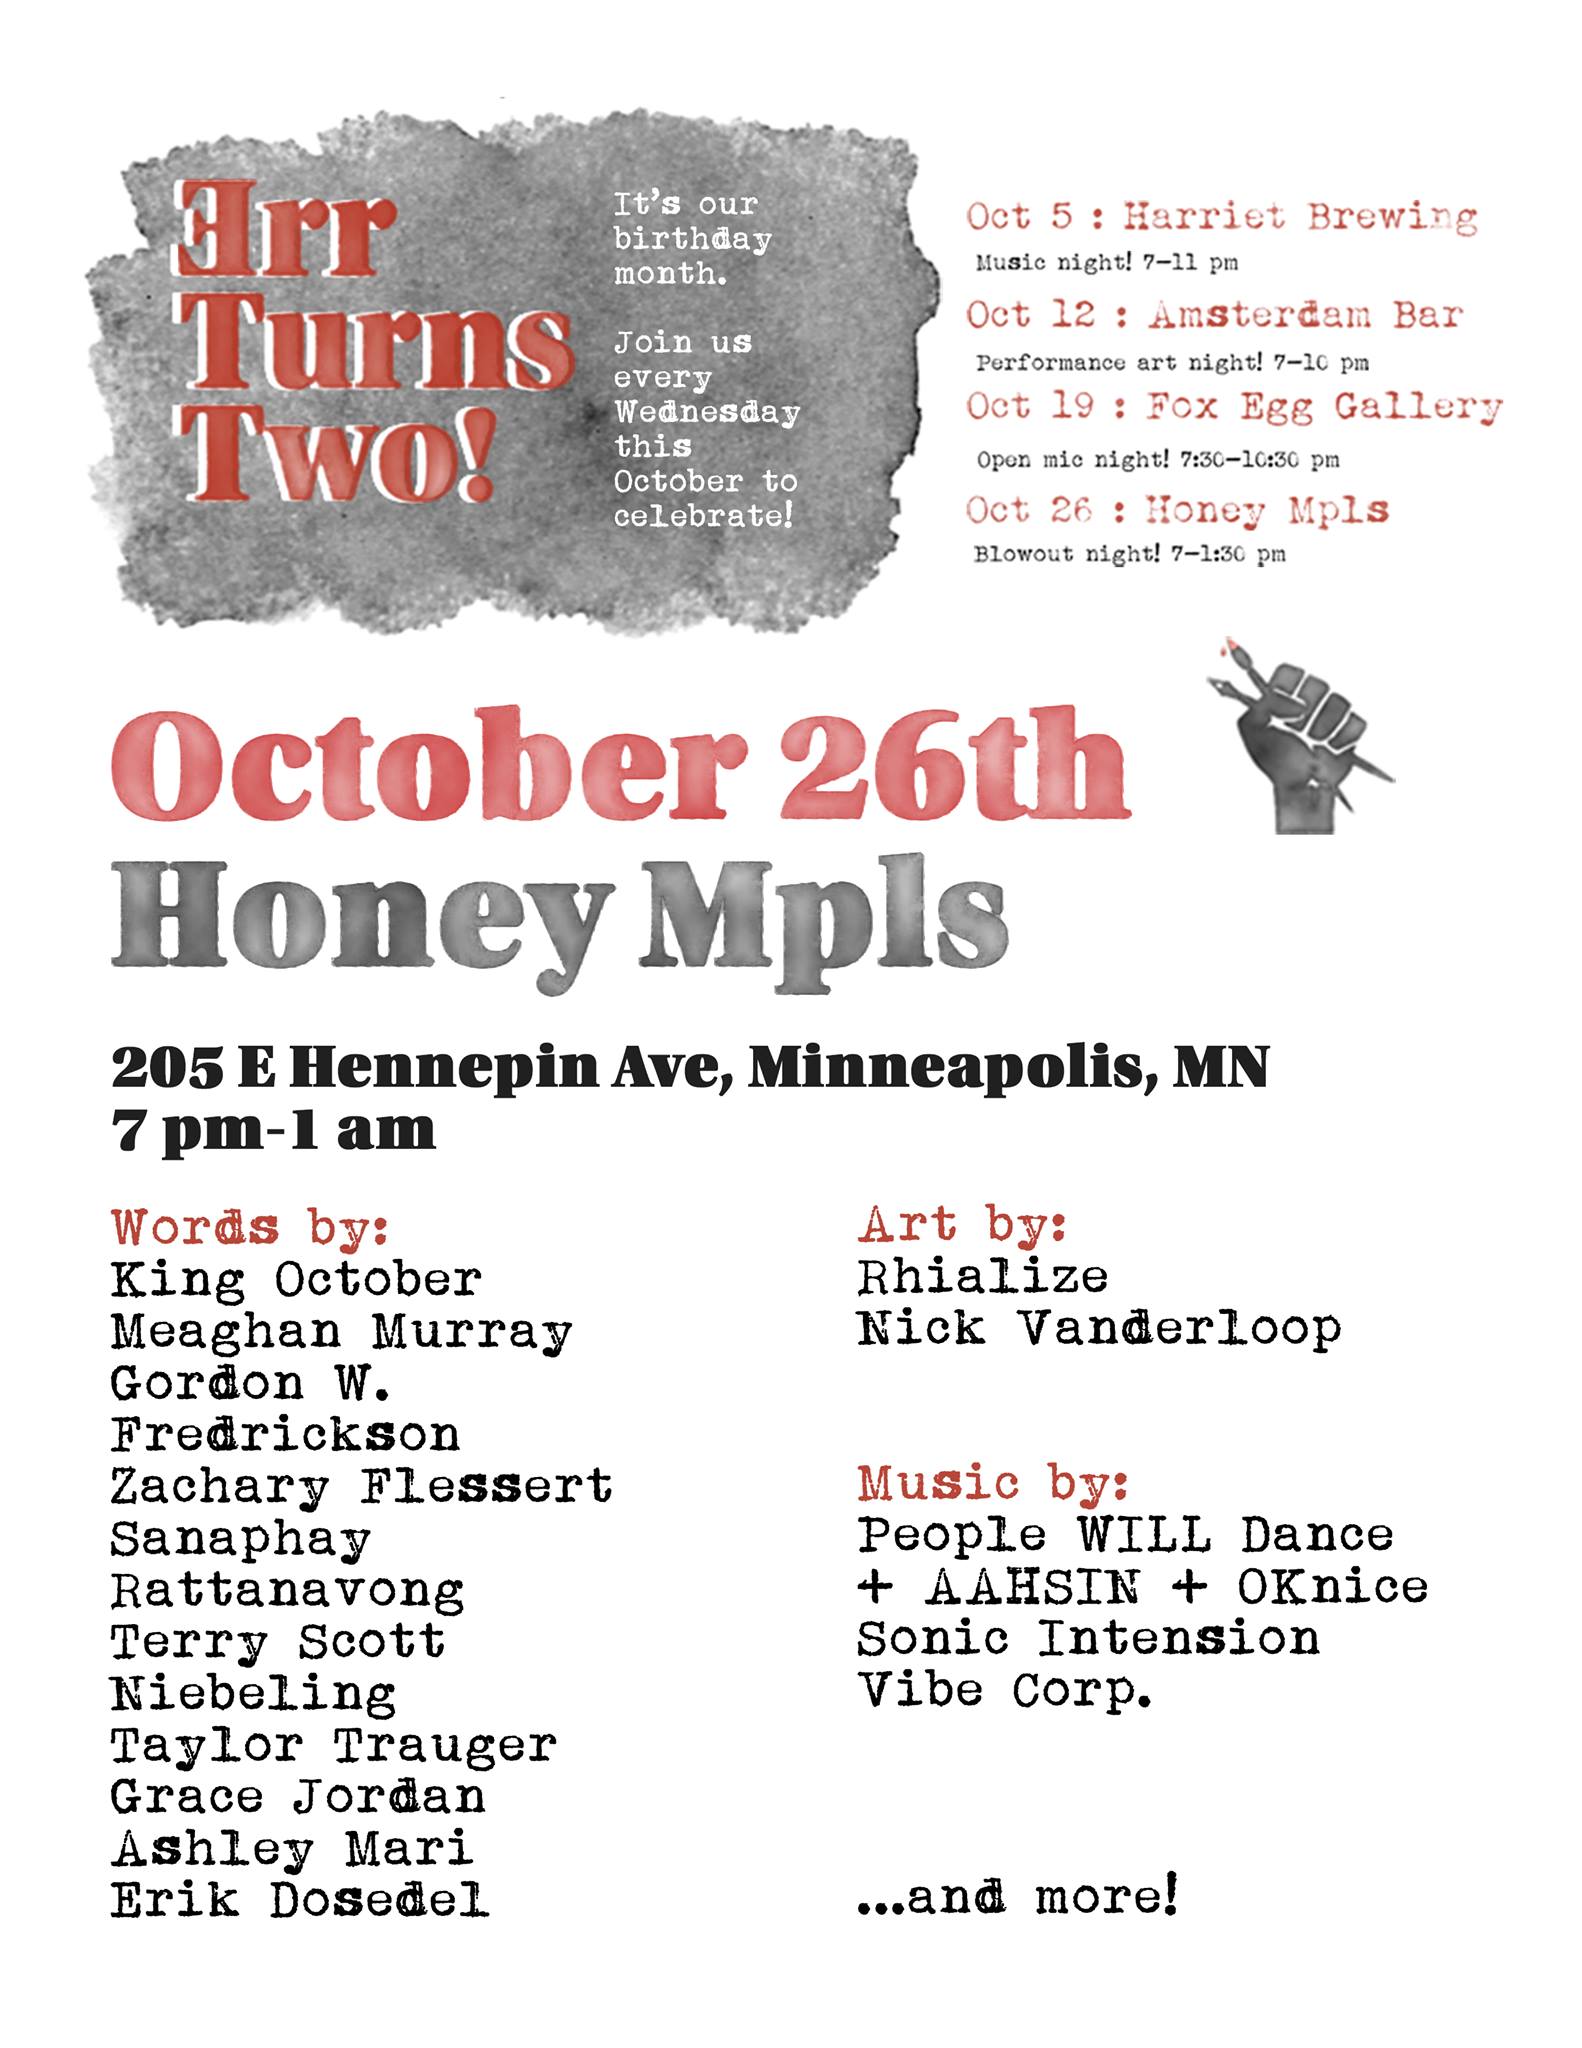 Err
Turns
Two!
It's our
birthday
month.
Join us
every
Wednesday
this
October to
celebrate!
Oct 5 : Harriet Brewing
Music night! 7-11 pm
Oct 12 : Amsterdam Bar
Performance art night! 7-10 pm
Oct 19 : Fox Egg Gallery
Open mic night! 7:30-10:30 pm
Oct 26 : Honey Mpls
Blowout night! 7-1:30 pm
October 26th
Honey Mpls
205 E Hennepin Ave, Minneapolis, MN
7 pm-1 am
Words by:
King October
Meaghan Murray
Gordon W.
Fredrickson
Zachary Flessert
Sanaphay
Rattanavong
Terry Scott
Niebeling
Taylor Trauger
Grace Jordan
Ashley Mari
Erik Dosedel
Art by:
Rhialize
Nick Vanderloop
Music by:
People WILL Dance
+ AAHSIN + OKnice
Sonic Intension
Vibe Corp.
...and more!